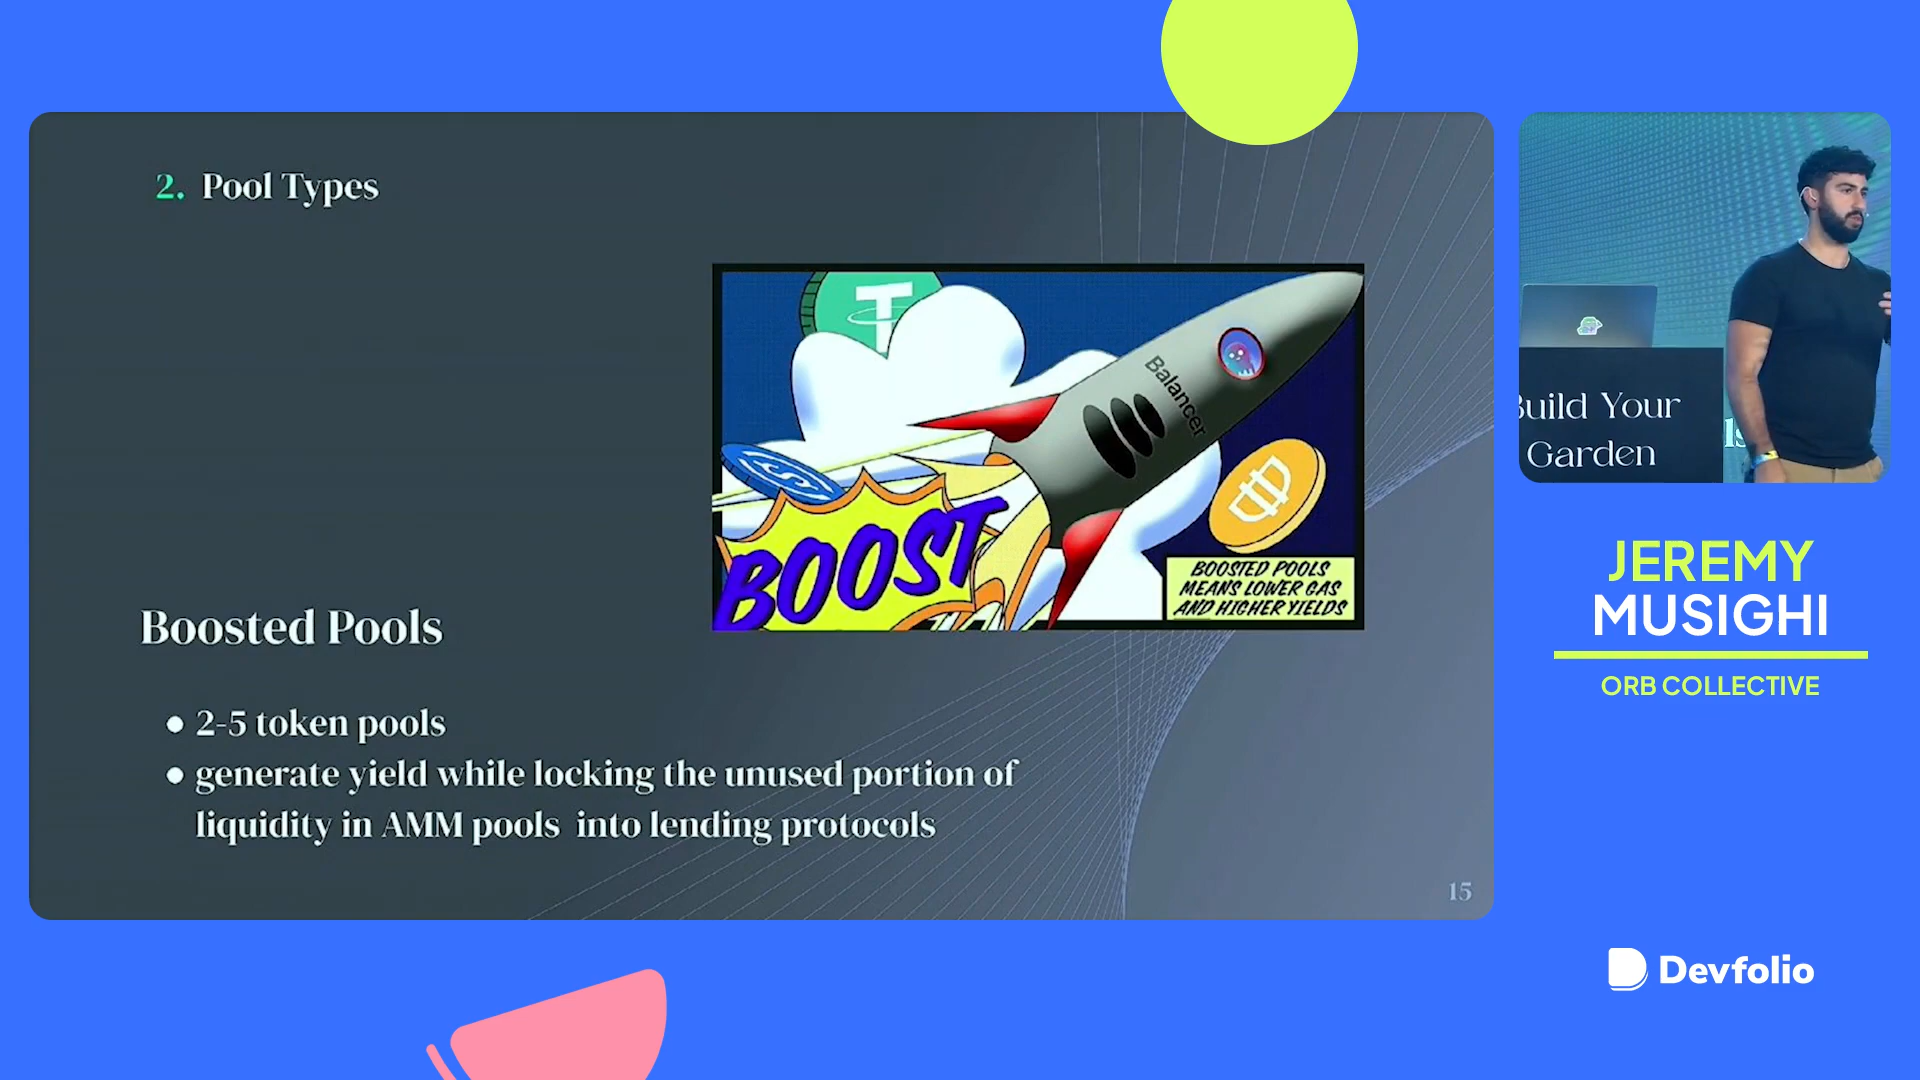 2. Pool Types
Balancer
BOOST
BOOSTED POOLS
MEANS LOWER GAS
AND HIGHER YIELDS
Boosted Pools
● 2-5 token pools
● generate yield while locking the unused portion of
liquidity in AMM pools into lending protocols
15
Build Your
Garden
JEREMY
MUSIGHI
ORB COLLECTIVE
Devfolio